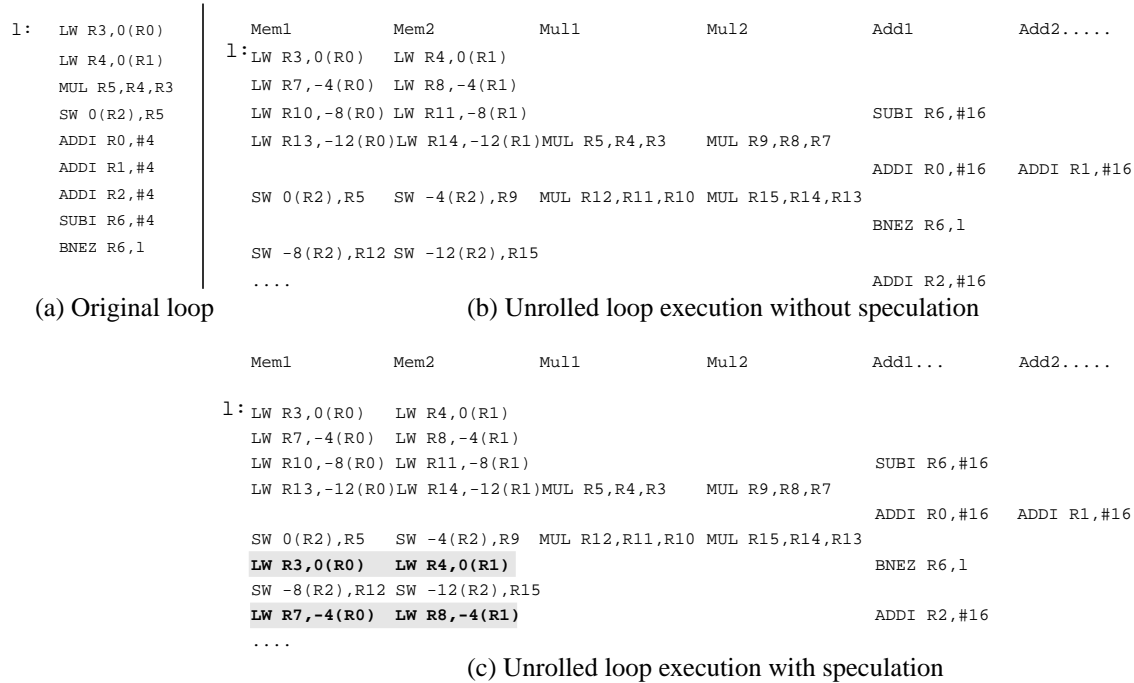 l: LW R3,0(R0)
LW R4,0(R1)
MUL R5,R4,R3
SW 0(R2),R5
ADDI R0,#4
ADDI R1,#4
ADDI R2,#4
SUBI R6,#4
BNEZ R6,l
(a) Original loop
Mem1 Mem2 Mul1 Mul2 Add1 Add2.....
l: LW R3,0(R0) LW R4,0(R1)
LW R7,-4(R0) LW R8,-4(R1)
LW R10,-8(R0) LW R11,-8(R1) SUBI R6,#16
LW R13,-12(R0)LW R14,-12(R1)MUL R5,R4,R3 MUL R9,R8,R7
ADDI R0,#16 ADDI R1,#16
SW 0(R2),R5 SW -4(R2),R9 MUL R12,R11,R10 MUL R15,R14,R13
BNEZ R6,l
SW -8(R2),R12 SW -12(R2),R15
.... ADDI R2,#16
(b) Unrolled loop execution without speculation
Mem1 Mem2 Mul1 Mul2 Add1... Add2.....
l: LW R3,0(R0) LW R4,0(R1)
LW R7,-4(R0) LW R8,-4(R1)
LW R10,-8(R0) LW R11,-8(R1) SUBI R6,#16
LW R13,-12(R0)LW R14,-12(R1)MUL R5,R4,R3 MUL R9,R8,R7
ADDI R0,#16 ADDI R1,#16
SW 0(R2),R5 SW -4(R2),R9 MUL R12,R11,R10 MUL R15,R14,R13
LW R3,0(R0) LW R4,0(R1) BNEZ R6,l
SW -8(R2),R12 SW -12(R2),R15
LW R7,-4(R0) LW R8,-4(R1) ADDI R2,#16
....
(c) Unrolled loop execution with speculation